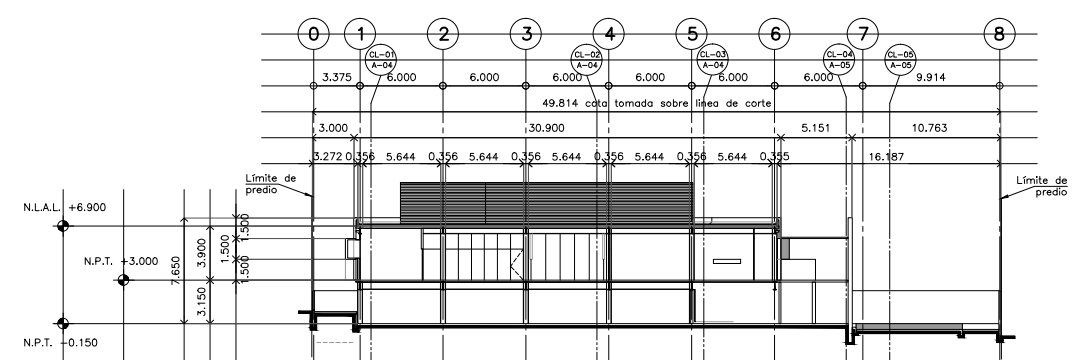 0 1 2 3 4 5 6 7 8
CL-01 CL-02 CL-03 CL-04 CL-05
A-04 A-04 A-04 A-05 A-05
3.375 6.000 6.000 6.000 6.000 6.000 6.000 9.914
49.814 cota tomada sobre linea de corte
3.000 30.900 5.151 10.763
3.272 0.356 5.644 0.356 5.644 0.356 5.644 0.356 5.644 0.356 5.644 0.355 16.187
Límite de
predio
Límite de
predio
N.L.A.L. +6.900
1.500
7.650 3.900 1.500
N.P.T. +3.000
1.500
3.150
N.P.T. -0.150